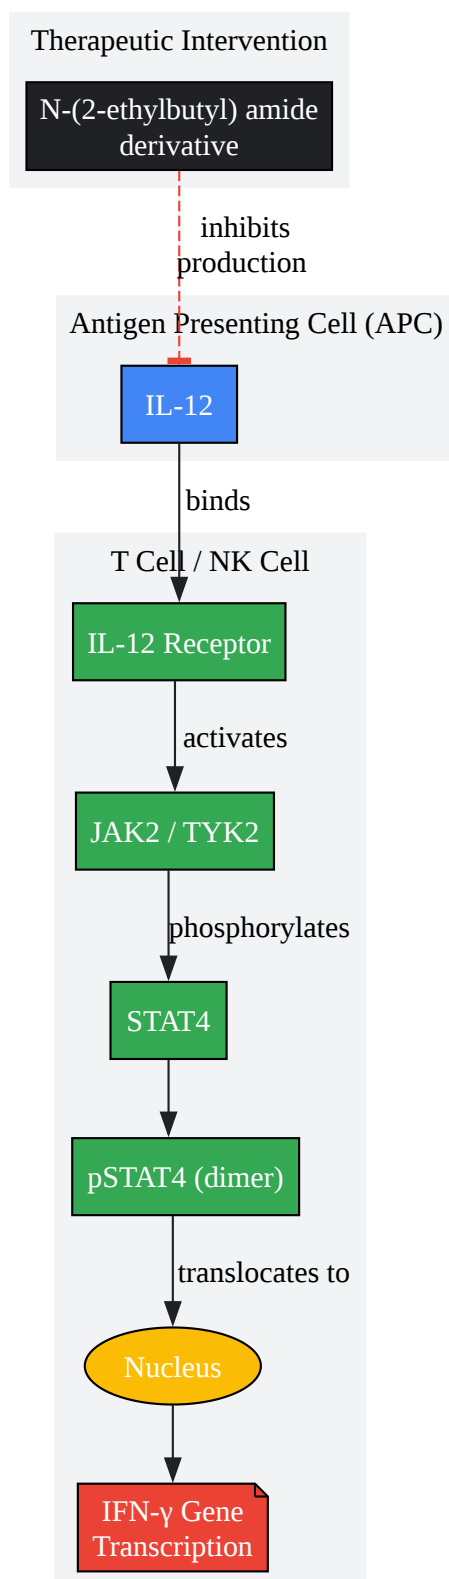 Therapeutic Intervention
N-(2-ethylbutyl) amide
derivative
inhibits
production
Antigen Presenting Cell (APC)
IL-12
binds
T Cell / NK Cell
IL-12 Receptor
activates
JAK2 / TYK2
phosphorylates
STAT4
pSTAT4 (dimer)
translocates to
Nucleus
IFN-γ Gene
Transcription